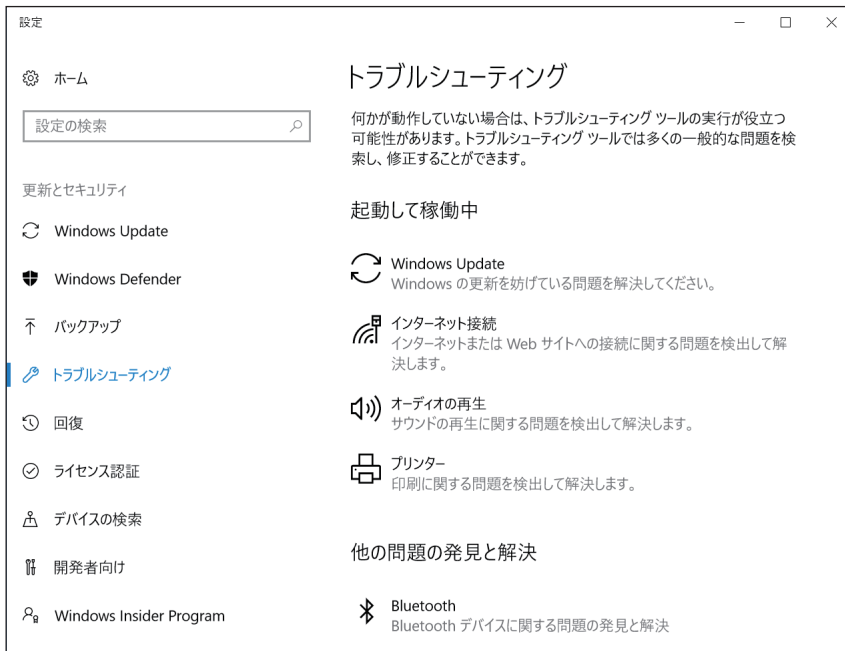 設定
ホーム
設定の検索
更新とセキュリティ
Windows Update
Windows Defender
バックアップ
トラブルシューティング
回復
ライセンス認証
デバイスの検索
開発者向け
Windows Insider Program
トラブルシューティング
何かが動作していない場合は、トラブルシューティング ツールの実行が役立つ
可能性があります。トラブルシューティング ツールでは多くの一般的な問題を検
索し、修正することができます。
起動して稼働中
Windows Update
Windows の更新を妨げている問題を解決してください。
インターネット接続
インターネットまたは Web サイトへの接続に関する問題を検出して解
決します。
オーディオの再生
サウンドの再生に関する問題を検出して解決します。
プリンター
印刷に関する問題を検出して解決します。
他の問題の発見と解決
Bluetooth
Bluetooth デバイスに関する問題の発見と解決